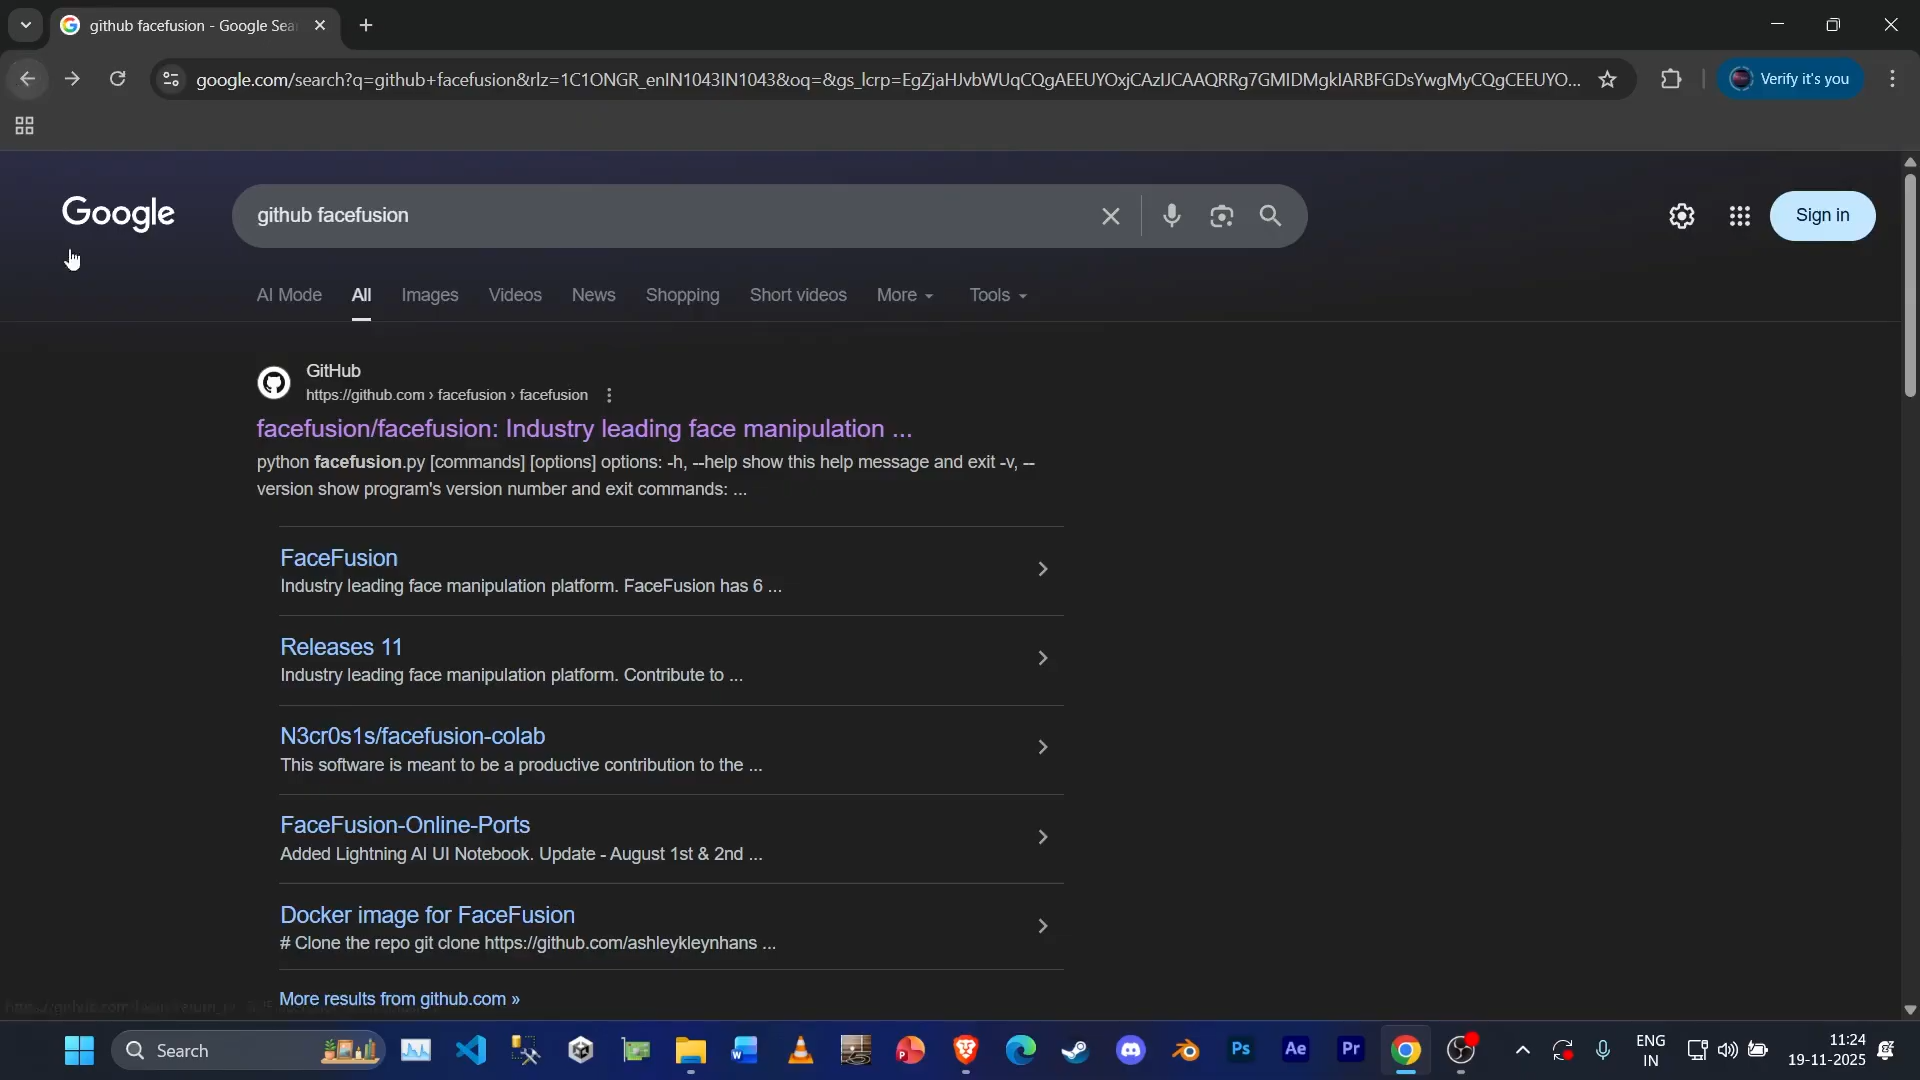 github facefusion - Google Sea
google.com/search?q=github+facefusion&rlz=1C1ONGR_enIN1043IN1043&oq=&gs_lcrp=EgZjaHJvbWUqCQgAEEUYOxjCAzIJCAAQRRg7GMIDMgkIARBFGDsYwgMyCQgCEEUYO...
Verify it's you
Google
github facefusion
Sign in
AI Mode
All
Images
Videos
News
Shopping
Short videos
More
Tools
GitHub
https://github.com › facefusion › facefusion
facefusion/facefusion: Industry leading face manipulation ...
python facefusion.py [commands] [options] options: -h, --help show this help message and exit -v, --
version show program's version number and exit commands: ...
FaceFusion
Industry leading face manipulation platform. FaceFusion has 6 ...
Releases 11
Industry leading face manipulation platform. Contribute to ...
N3cr0s1s/facefusion-colab
This software is meant to be a productive contribution to the ...
FaceFusion-Online-Ports
Added Lightning AI UI Notebook. Update - August 1st & 2nd ...
Docker image for FaceFusion
# Clone the repo git clone https://github.com/ashleykleynhans ...
More results from github.com »
Search
W
P
Ps
Ae
Pr
ENG
IN
11:24
19-11-2025